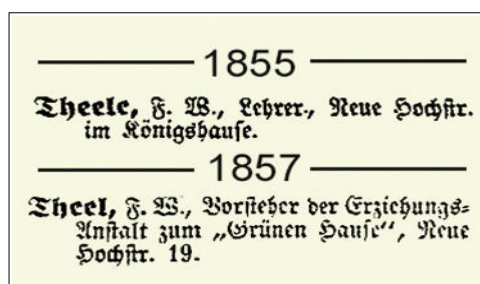 1855
Theele, F. W., Lehrer., Neue Hochstr.
im Königshause.
1857
Theel, F. W., Vorsteher der Erziehungs-
Anstalt zum „Grünen Hause“, Neue
Hochstr. 19.